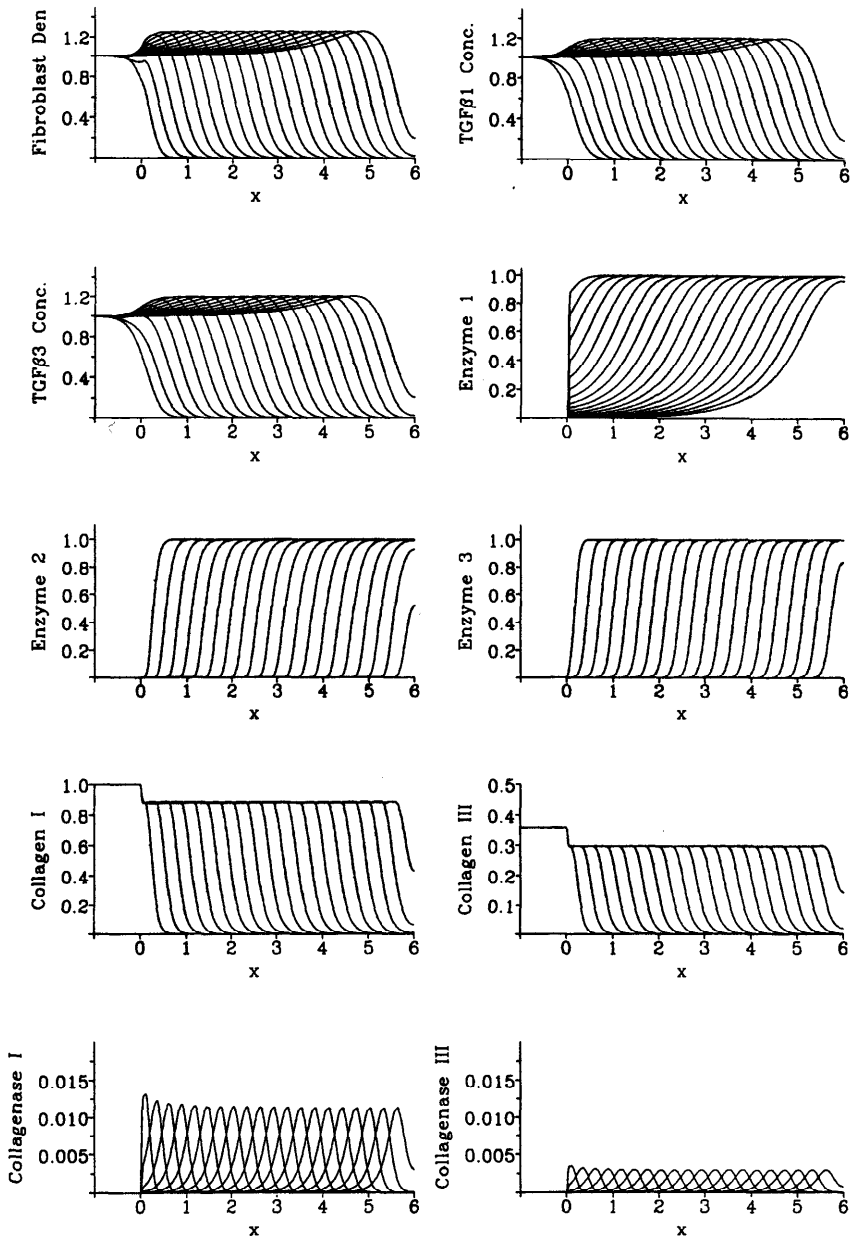 Fibroblast Den
1.2
0.8
0.4
0 1 2 3 4 5 6
x
TGFβ1 Conc.
1.2
0.8
0.4
0 1 2 3 4 5 6
x
TGFβ3 Conc.
1.2
0.8
0.4
0 1 2 3 4 5 6
x
Enzyme 1
1.0
0.8
0.6
0.4
0.2
0 1 2 3 4 5 6
x
Enzyme 2
1.0
0.8
0.6
0.4
0.2
0 1 2 3 4 5 6
x
Enzyme 3
1.0
0.8
0.6
0.4
0.2
0 1 2 3 4 5 6
x
Collagen I
1.0
0.8
0.6
0.4
0.2
0 1 2 3 4 5 6
x
Collagen III
0.5
0.4
0.3
0.2
0.1
0 1 2 3 4 5 6
x
Collagenase I
0.015
0.010
0.005
0 1 2 3 4 5 6
x
Collagenase III
0.015
0.010
0.005
0 1 2 3 4 5 6
x